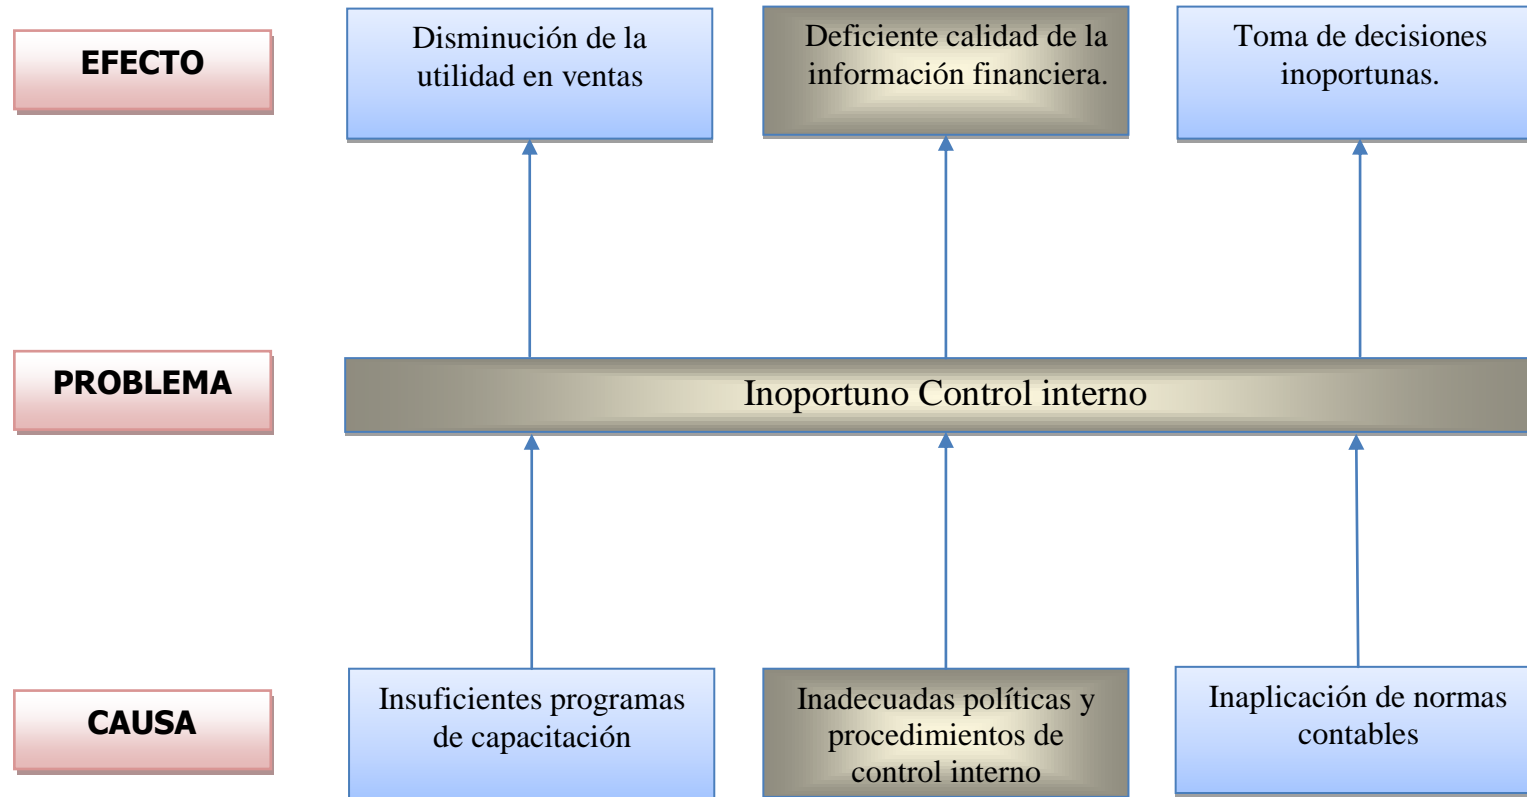 EFECTO
Disminución de la
utilidad en ventas
Deficiente calidad de la
información financiera.
Toma de decisiones
inoportunas.
PROBLEMA
Inoportuno Control interno
CAUSA
Insuficientes programas
de capacitación
Inadecuadas políticas y
procedimientos de
control interno
Inaplicación de normas
contables